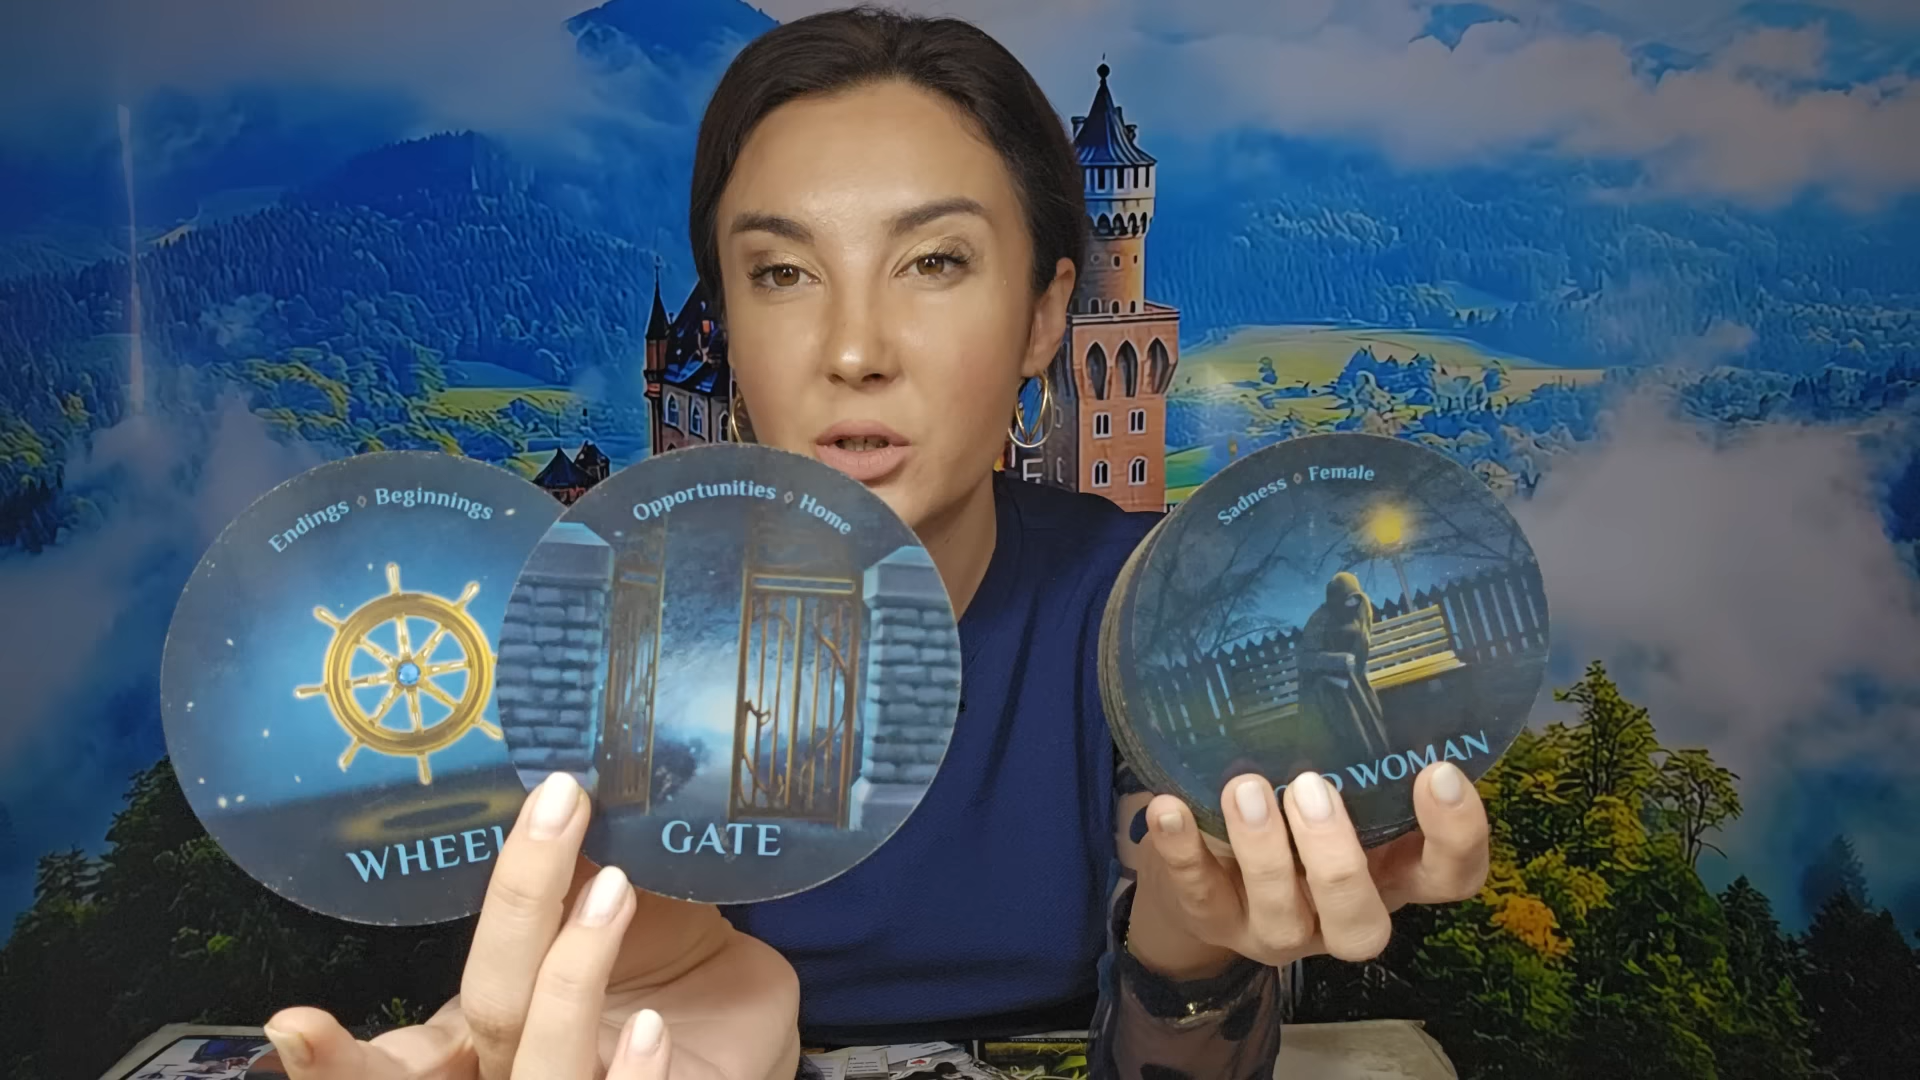 Endings ◊ Beginnings
WHEEL
Opportunities ◊ Home
GATE
Sadness ◊ Female
WOMAN